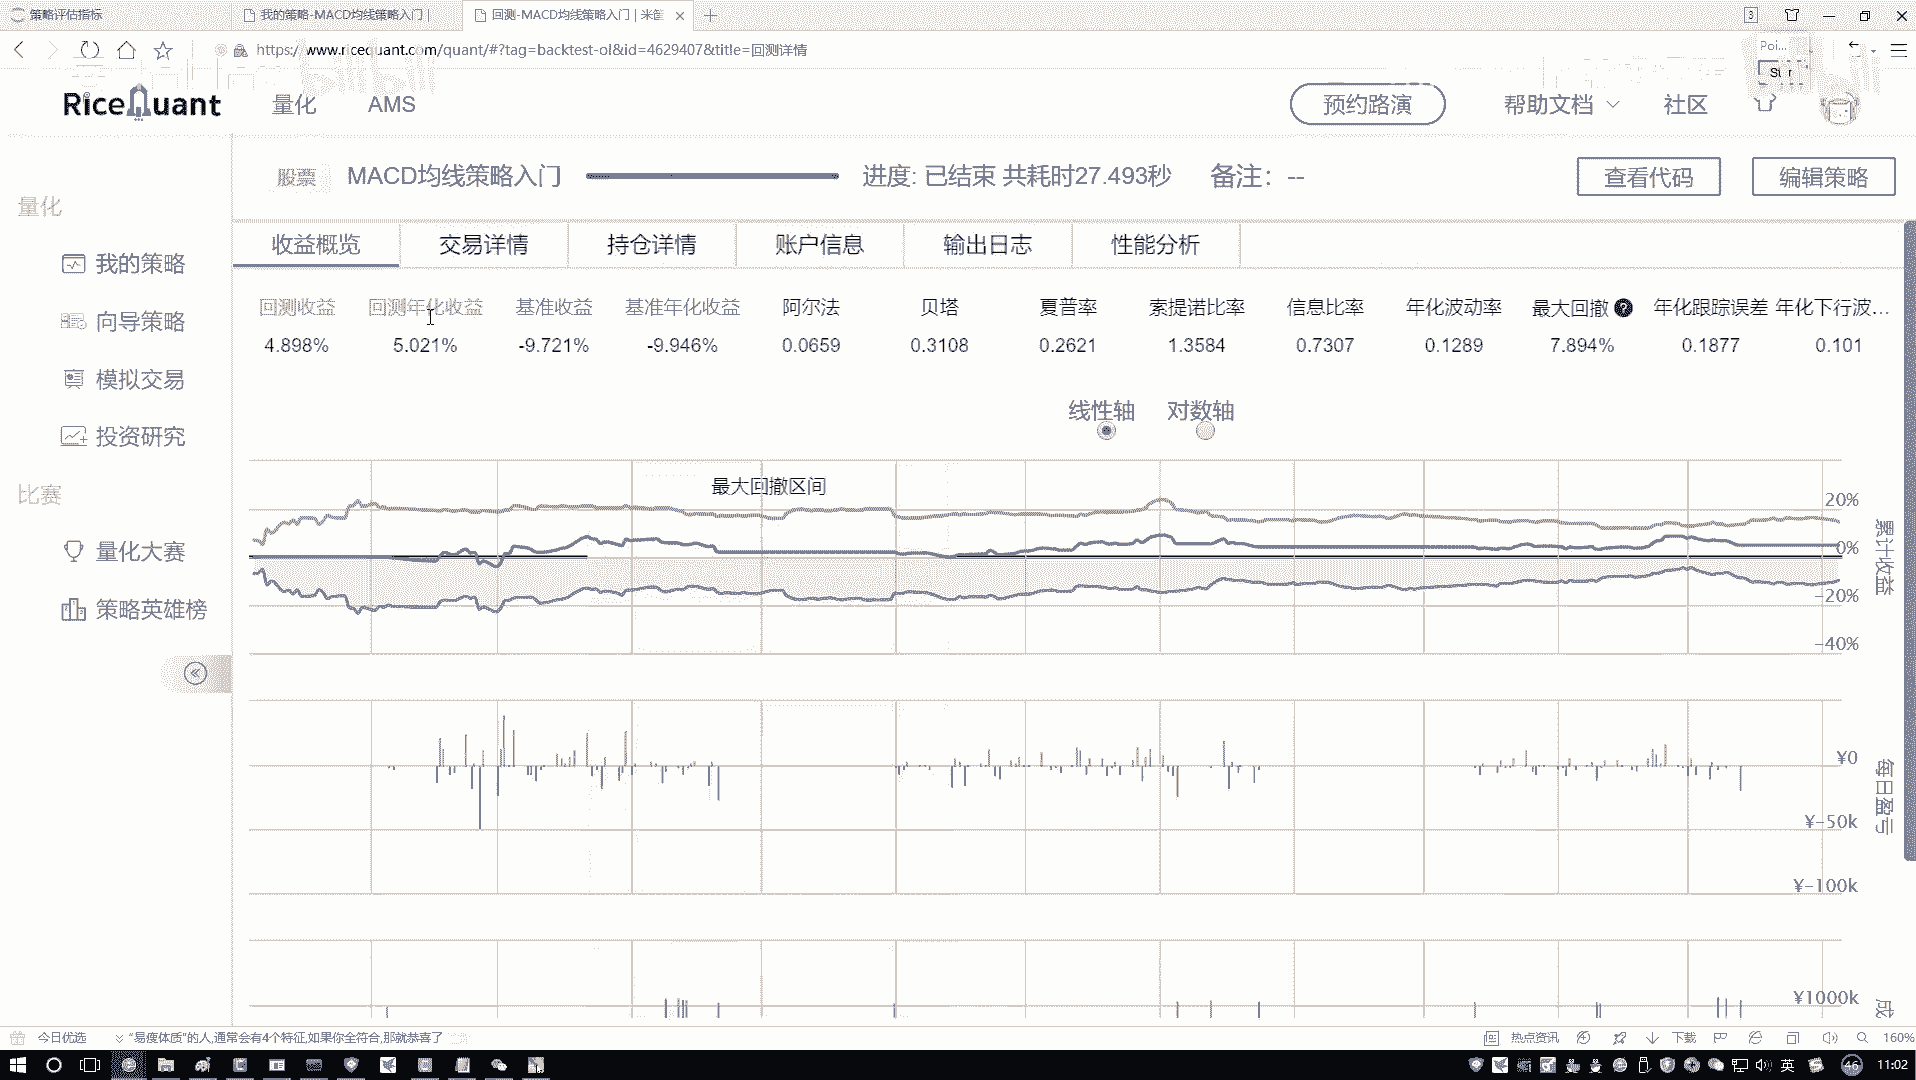 策略评估指标
我的策略-MACD均线策略入门 |
回测-MACD均线策略入门 | 米筐
3
https://www.ricequant.com/quant/#?tag=backtest-ol&id=4629407&title=回测详情
Poi...
RiceQuant
量化
AMS
预约路演
帮助文档
社区
股票
MACD均线策略入门
进度: 已结束 共耗时27.493秒
备注: --
查看代码
编辑策略
量化
我的策略
向导策略
模拟交易
投资研究
比赛
量化大赛
策略英雄榜
收益概览
交易详情
持仓详情
账户信息
输出日志
性能分析
回测收益 回测年化收益 基准收益 基准年化收益 阿尔法 贝塔 夏普率 索提诺比率 信息比率 年化波动率 最大回撤 年化跟踪误差 年化下行波...
4.898% 5.021% -9.721% -9.946% 0.0659 0.3108 0.2621 1.3584 0.7307 0.1289 7.894% 0.1877 0.101
线性轴 对数轴
最大回撤区间
20%
0%
-20%
-40%
累计收益
¥0
¥-50k
¥-100k
每日盈亏
¥1000k
成
今日优选
“易瘦体质”的人,通常会有4个特征,如果你全符合,那就恭喜了
热点资讯
下载
160%
英
46
11:02